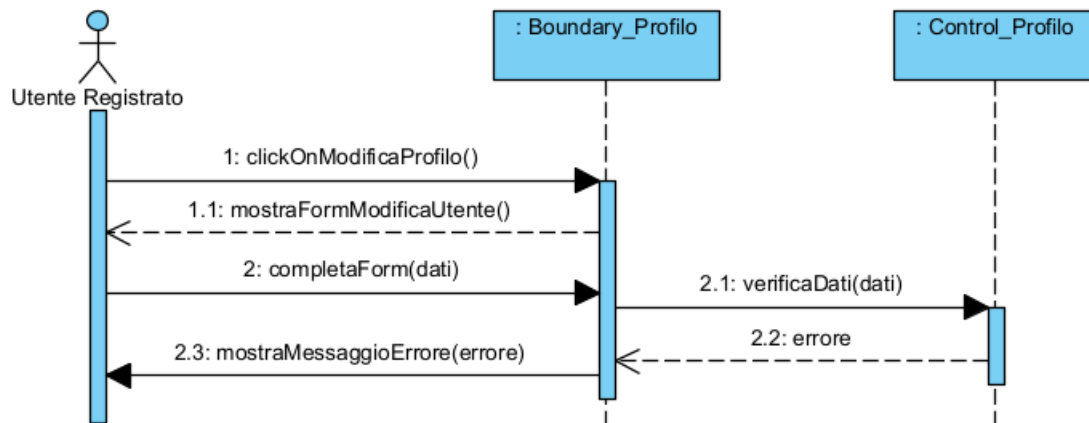 : Boundary_Profilo
: Control_Profilo
Utente Registrato
1: clickOnModificaProfilo()
1.1: mostraFormModificaUtente()
2: completaForm(dati)
2.1: verificaDati(dati)
2.2: errore
2.3: mostraMessaggioErrore(errore)